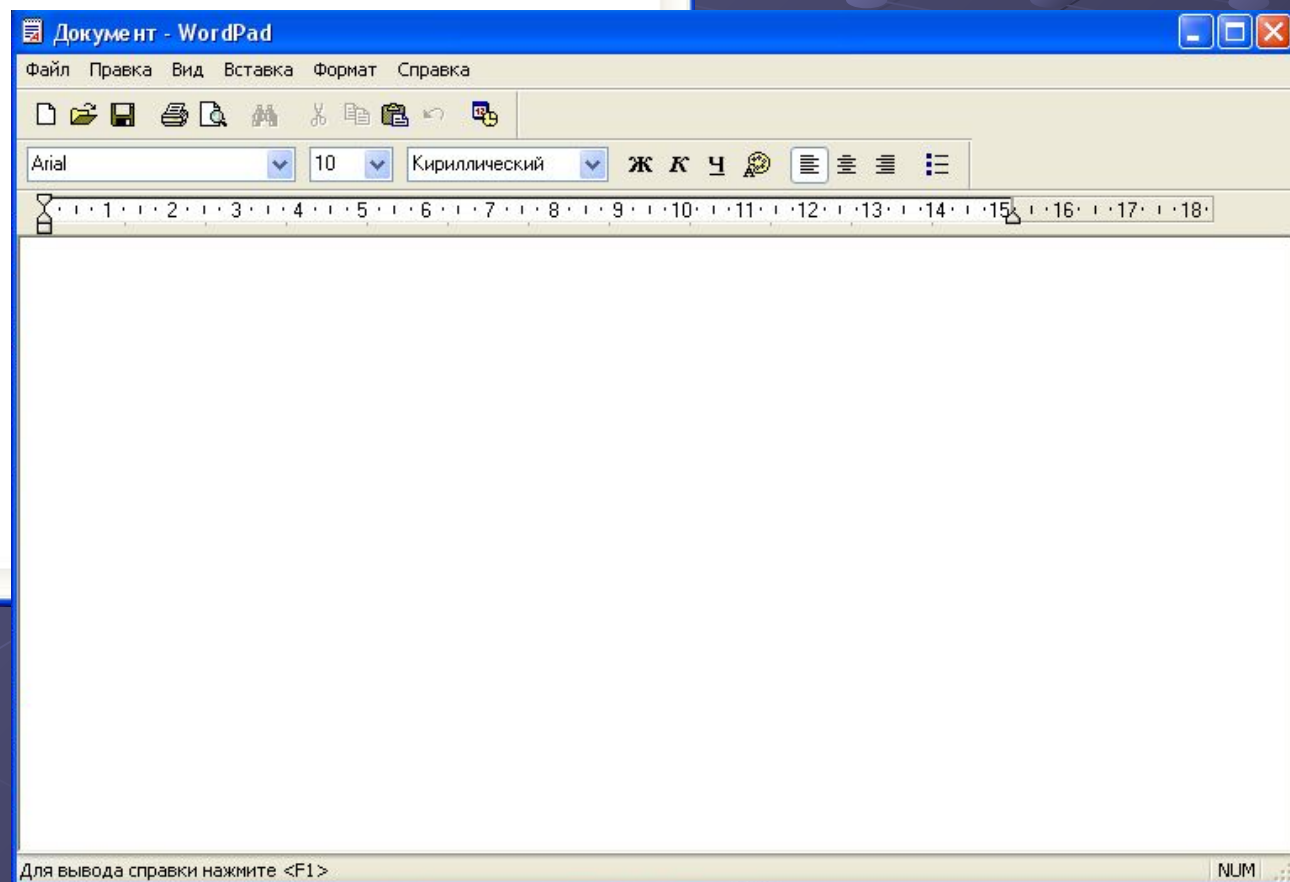 Документ - WordPad
Файл Правка Вид Вставка Формат Справка
Arial 10 Кириллический Ж К Ч
1 2 3 4 5 6 7 8 9 10 11 12 13 14 15 16 17 18
Для вывода справки нажмите <F1> NUM